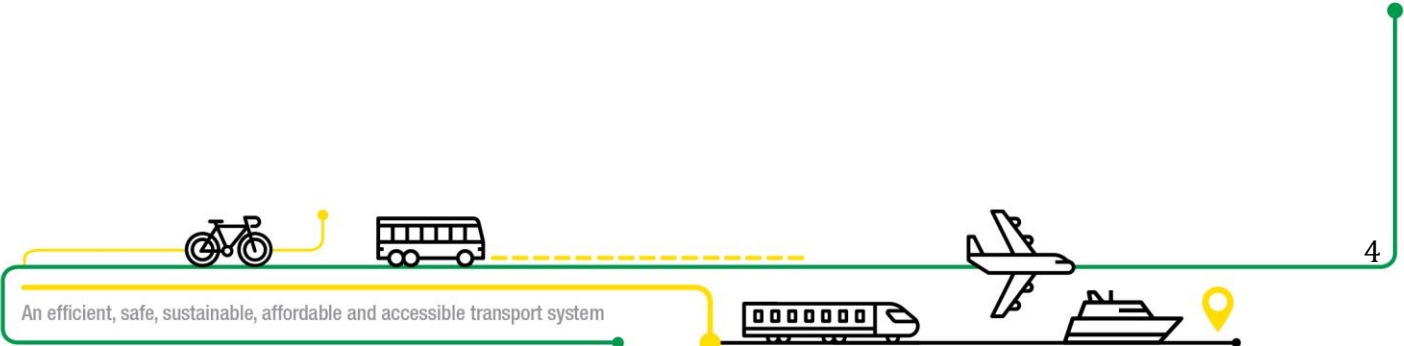 4
An efficient, safe, sustainable, affordable and accessible transport system